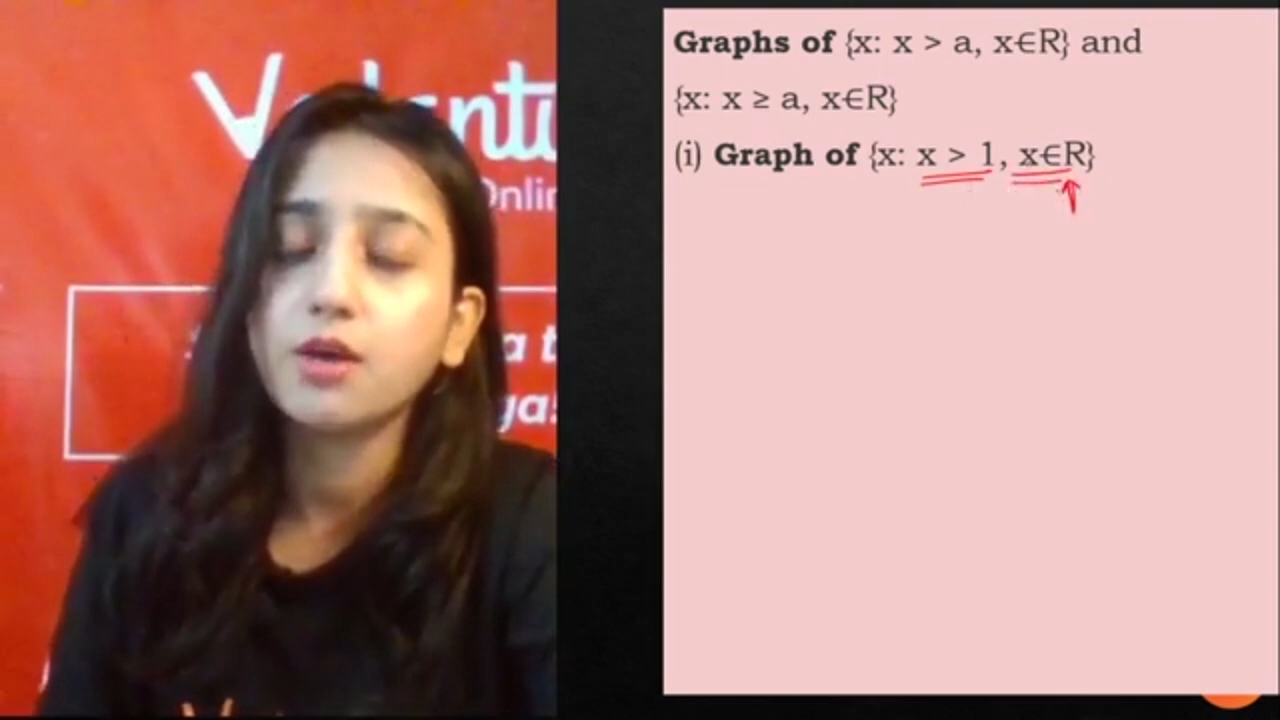 Graphs of {x: x > a, x∈R} and
{x: x ≥ a, x∈R}
(i) Graph of {x: x > 1, x∈R}